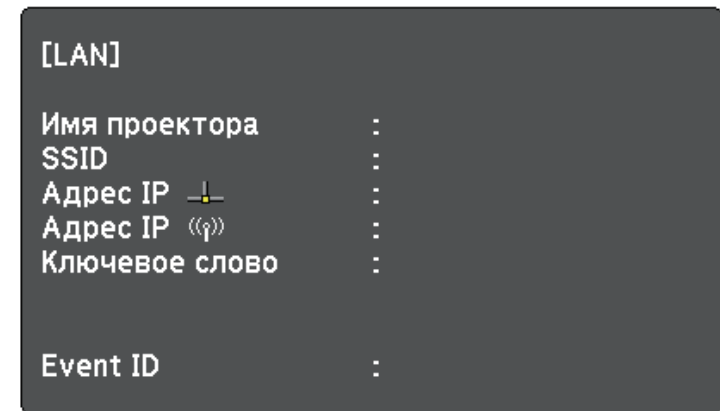 [LAN]
Имя проектора :
SSID :
Адрес IP :
Адрес IP :
Ключевое слово :
Event ID :